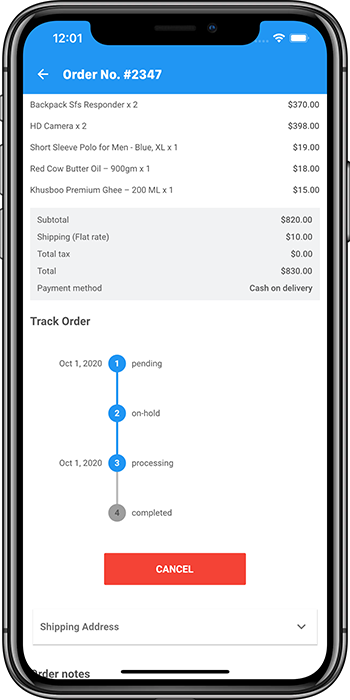 12:01
Order No. #2347
Backpack Sfs Responder x 2 $370.00
HD Camera x 2 $398.00
Short Sleeve Polo for Men - Blue, XL x 1 $19.00
Red Cow Butter Oil – 900gm x 1 $18.00
Khusboo Premium Ghee – 200 ML x 1 $15.00
Subtotal $820.00
Shipping (Flat rate) $10.00
Total tax $0.00
Total $830.00
Payment method Cash on delivery
Track Order
Oct 1, 2020 1 pending
2 on-hold
Oct 1, 2020 3 processing
4 completed
CANCEL
Shipping Address
Order notes